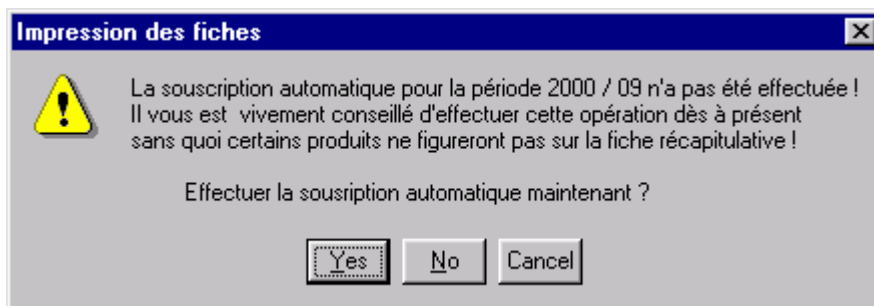 Impression des fiches
La souscription automatique pour la période 2000 / 09 n'a pas été effectuée !
Il vous est  vivement conseillé d'effectuer cette opération dès à présent
sans quoi certains produits ne figureront pas sur la fiche récapitulative !
Effectuer la sousription automatique maintenant ?
Yes No Cancel